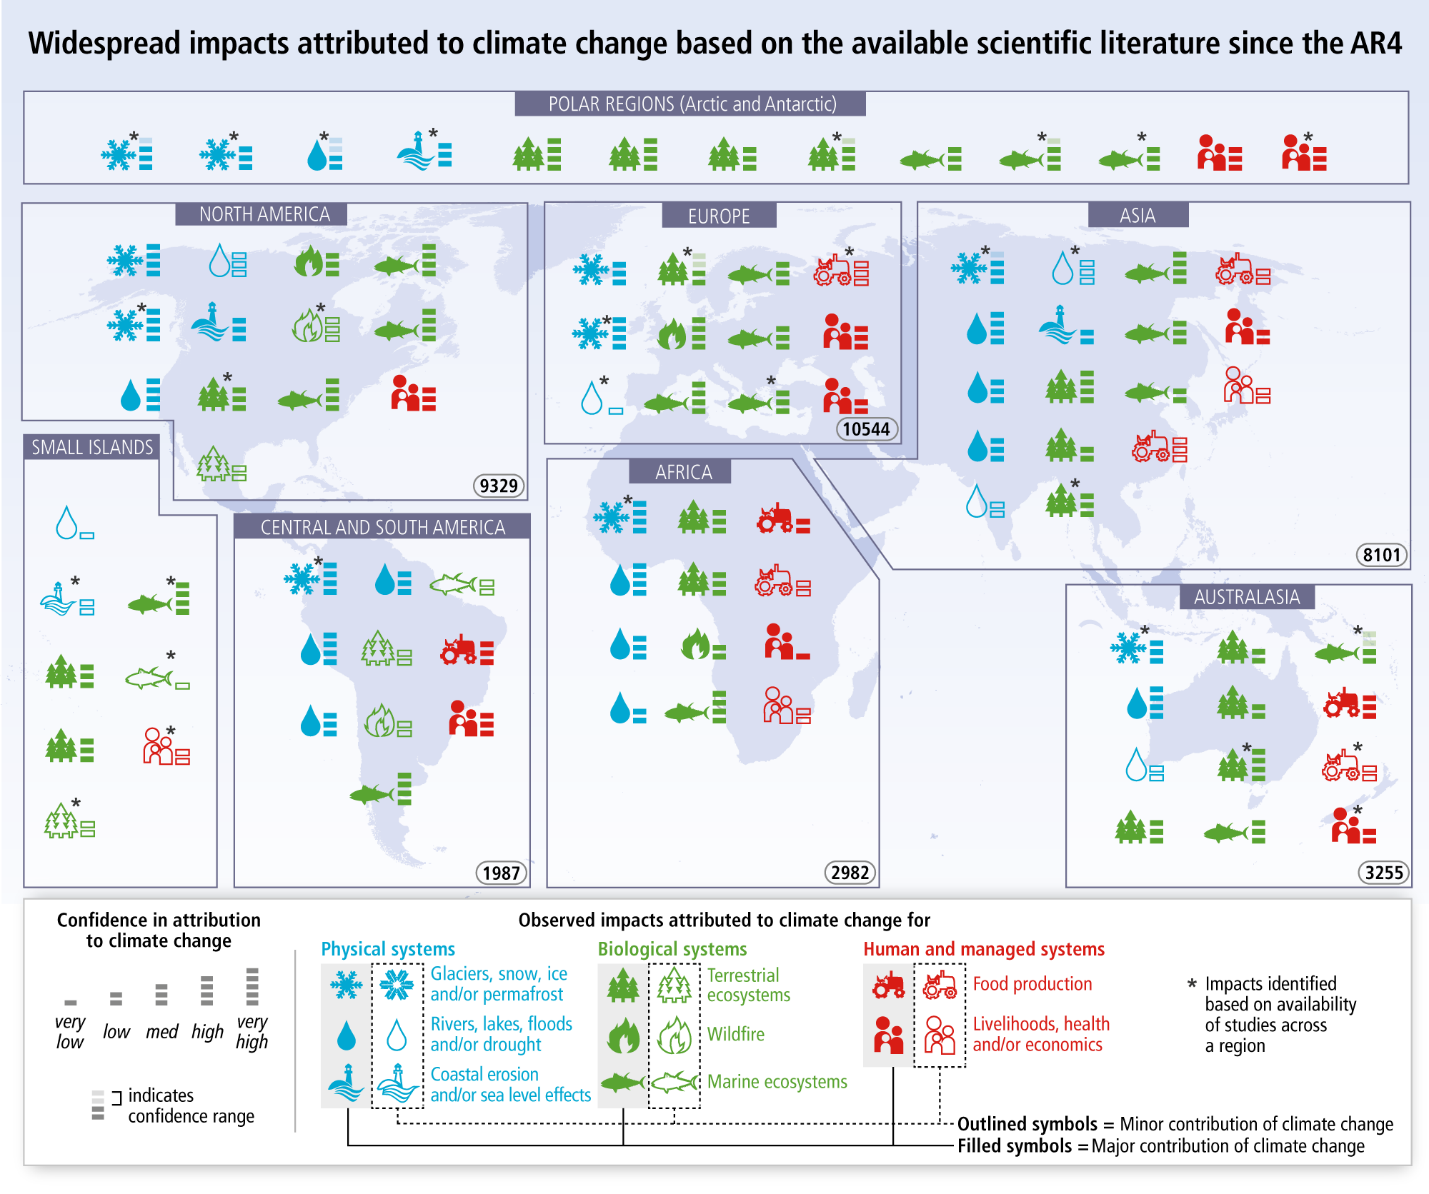 Widespread impacts attributed to climate change based on the available scientific literature since the AR4
POLAR REGIONS (Arctic and Antarctic)
NORTH AMERICA
EUROPE
ASIA
10544
SMALL ISLANDS
9329
AFRICA
CENTRAL AND SOUTH AMERICA
8101
AUSTRALASIA
1987
2982
3255
Confidence in attribution
to climate change
very
low
low
med
high
very
high
indicates
confidence range
Observed impacts attributed to climate change for
Physical systems
Glaciers, snow, ice
and/or permafrost
Rivers, lakes, floods
and/or drought
Coastal erosion
and/or sea level effects
Biological systems
Terrestrial
ecosystems
Wildfire
Marine ecosystems
Human and managed systems
Food production
Livelihoods, health
and/or economics
* Impacts identified
based on availability
of studies across
a region
Outlined symbols = Minor contribution of climate change
Filled symbols = Major contribution of climate change